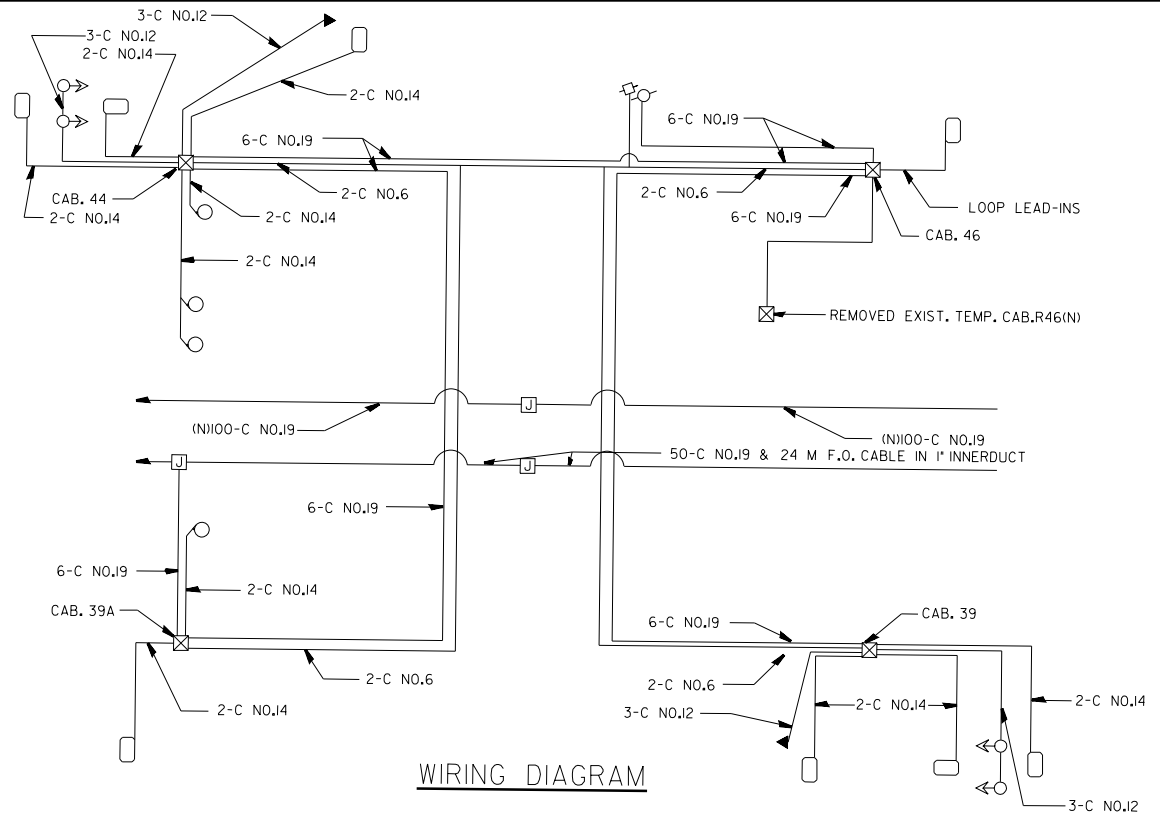 3-C NO.12
3-C NO.12
2-C NO.14
2-C NO.14
6-C NO.19
6-C NO.19
CAB. 44
2-C NO.6
2-C NO.6
2-C NO.14
2-C NO.14
6-C NO.19
LOOP LEAD-INS
CAB. 46
2-C NO.14
REMOVED EXIST. TEMP. CAB.R46(N)
J
(N)100-C NO.19
(N)100-C NO.19
50-C NO.19 & 24 M F.O. CABLE IN 1" INNERDUCT
J
J
6-C NO.19
6-C NO.19
2-C NO.14
CAB. 39A
CAB. 39
6-C NO.19
2-C NO.6
2-C NO.6
2-C NO.14
2-C NO.14
2-C NO.14
3-C NO.12
WIRING DIAGRAM
3-C NO.12